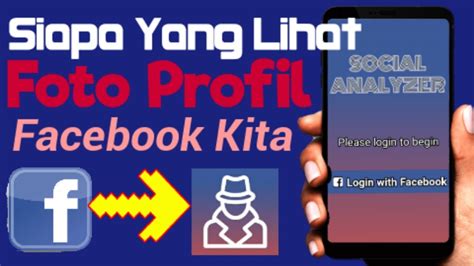 Siapa Yang Lihat
Foto Profil
Facebook Kita
f
SOCIAL
ANALYZER
Please login to begin
f Login with Facebook